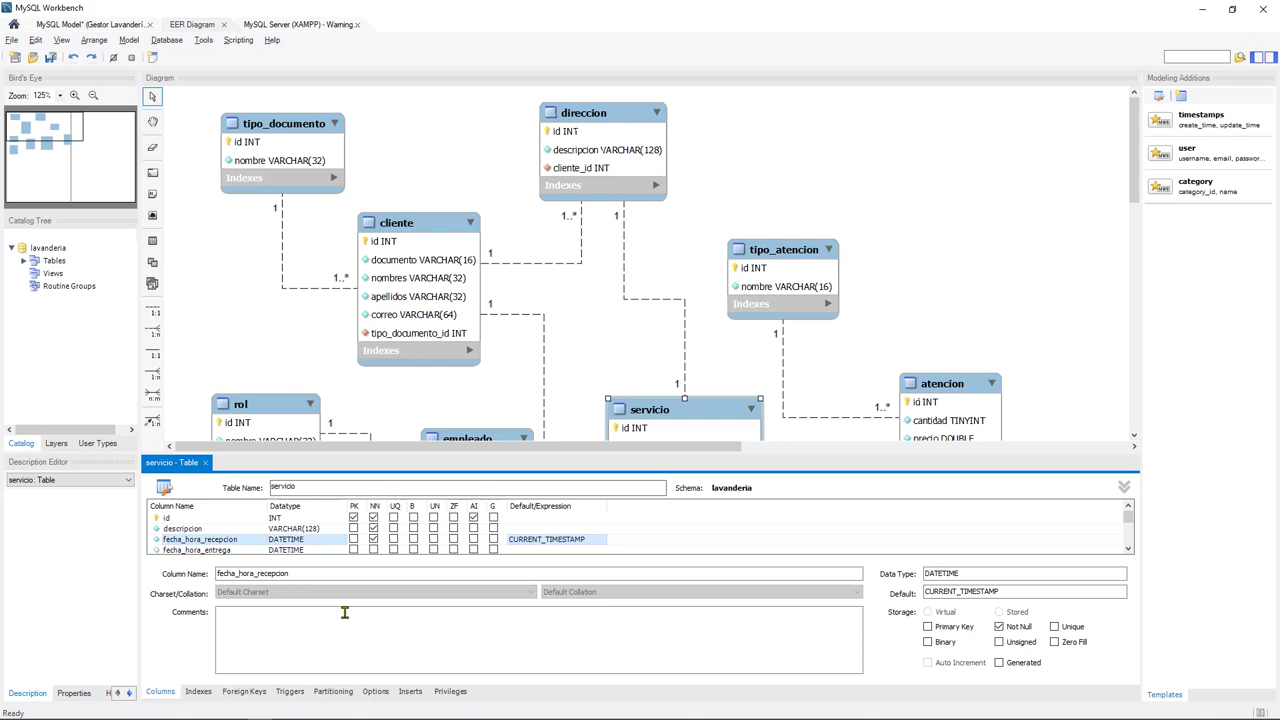 MySQL Workbench
MySQL Model* (Gestor Lavanderí... × EER Diagram × MySQL Server (XAMPP) - Warning... ×
File Edit View Arrange Model Database Tools Scripting Help
Bird's Eye
Zoom: 125%
Diagram
Modeling Additions
timestamps
create_time, update_time
user
username, email, passwor...
category
category_id, name
Catalog Tree
lavanderia
Tables
Views
Routine Groups
tipo_documento
id INT
nombre VARCHAR(32)
Indexes
direccion
id INT
descripcion VARCHAR(128)
cliente_id INT
Indexes
1
1..*
1
cliente
id INT
documento VARCHAR(16)
nombres VARCHAR(32)
apellidos VARCHAR(32)
correo VARCHAR(64)
tipo_documento_id INT
Indexes
1
1..*
1
tipo_atencion
id INT
nombre VARCHAR(16)
Indexes
1
1
1..*
atencion
id INT
cantidad TINYINT
precio DOUBLE
rol
id INT
nombre VARCHAR(32)
1
empleado
servicio
id INT
Catalog Layers User Types
Description Editor
servicio: Table
servicio - Table ×
Table Name: servicio Schema: lavanderia
Column Name Datatype PK NN UQ B UN ZF AI G Default/Expression
id INT
descripcion VARCHAR(128)
fecha_hora_recepcion DATETIME CURRENT_TIMESTAMP
fecha_hora_entrega DATETIME
Column Name: fecha_hora_recepcion Data Type: DATETIME
Charset/Collation: Default Charset Default Collation Default: CURRENT_TIMESTAMP
Comments: Storage: Virtual Stored
Primary Key Not Null Unique
Binary Unsigned Zero Fill
Auto Increment Generated
Description Properties H
Columns Indexes Foreign Keys Triggers Partitioning Options Inserts Privileges
Templates
Ready